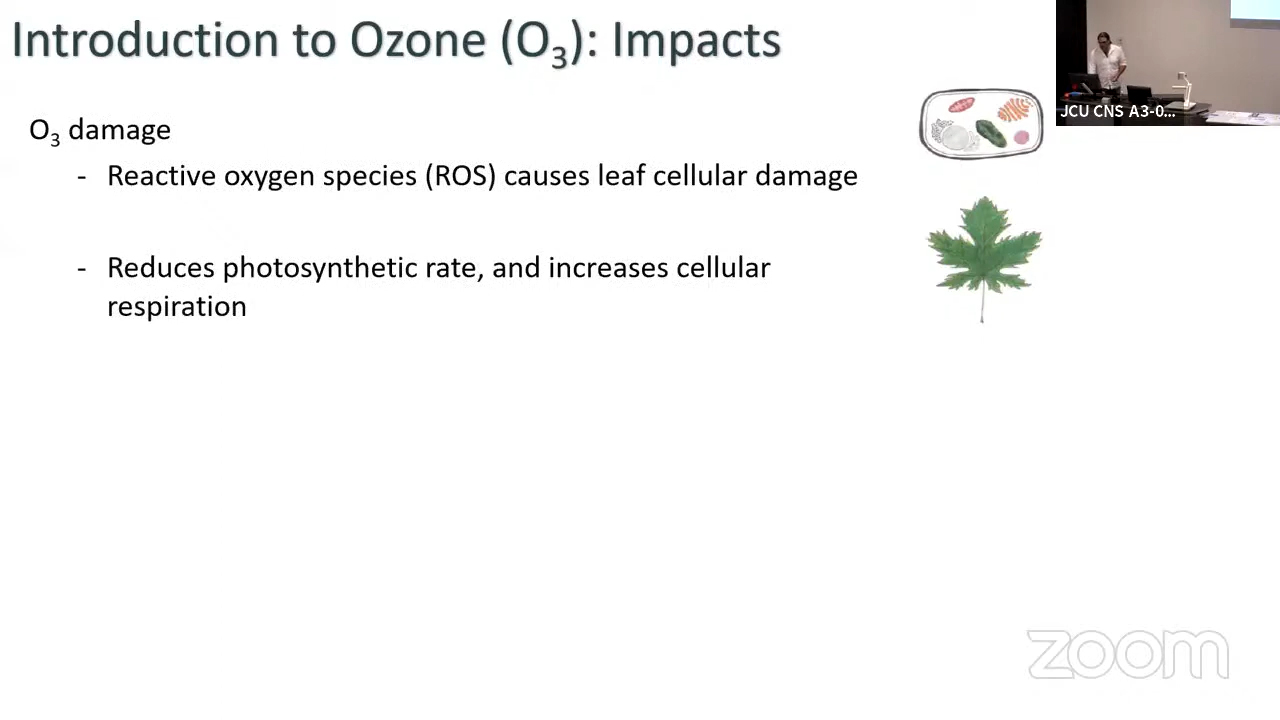 Introduction to Ozone (O₃): Impacts
JCU CNS A3-0...
O₃ damage
- Reactive oxygen species (ROS) causes leaf cellular damage
- Reduces photosynthetic rate, and increases cellular
respiration
zoom